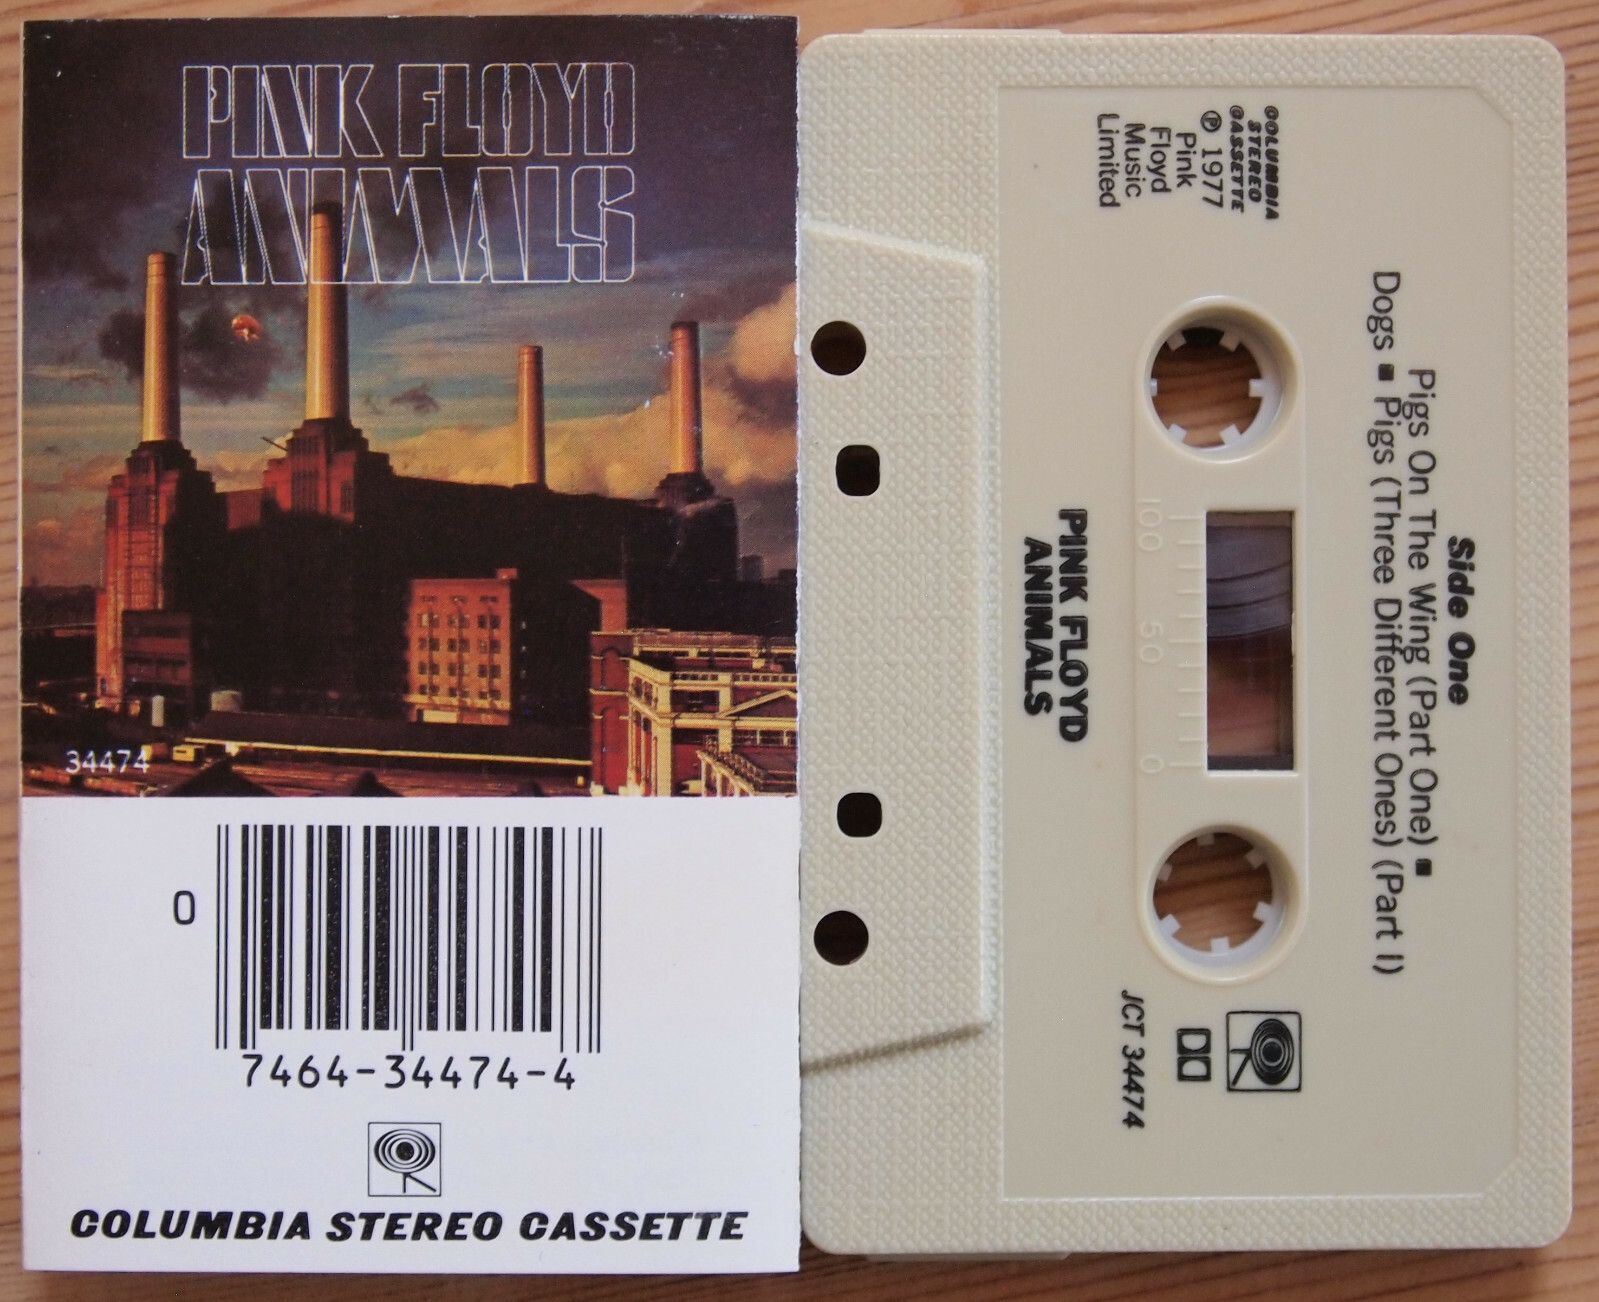 PINK FLOYD
ANIMALS
34474
0
7464-34474-4
COLUMBIA STEREO CASSETTE
Side One
Pigs On The Wing (Part One) ■
Dogs ■ Pigs (Three Different Ones) (Part I)
COLUMBIA
STEREO
CASSETTE
℗ 1977
Pink
Floyd
Music
Limited
100 50 0
PINK FLOYD
ANIMALS
JCT 34474